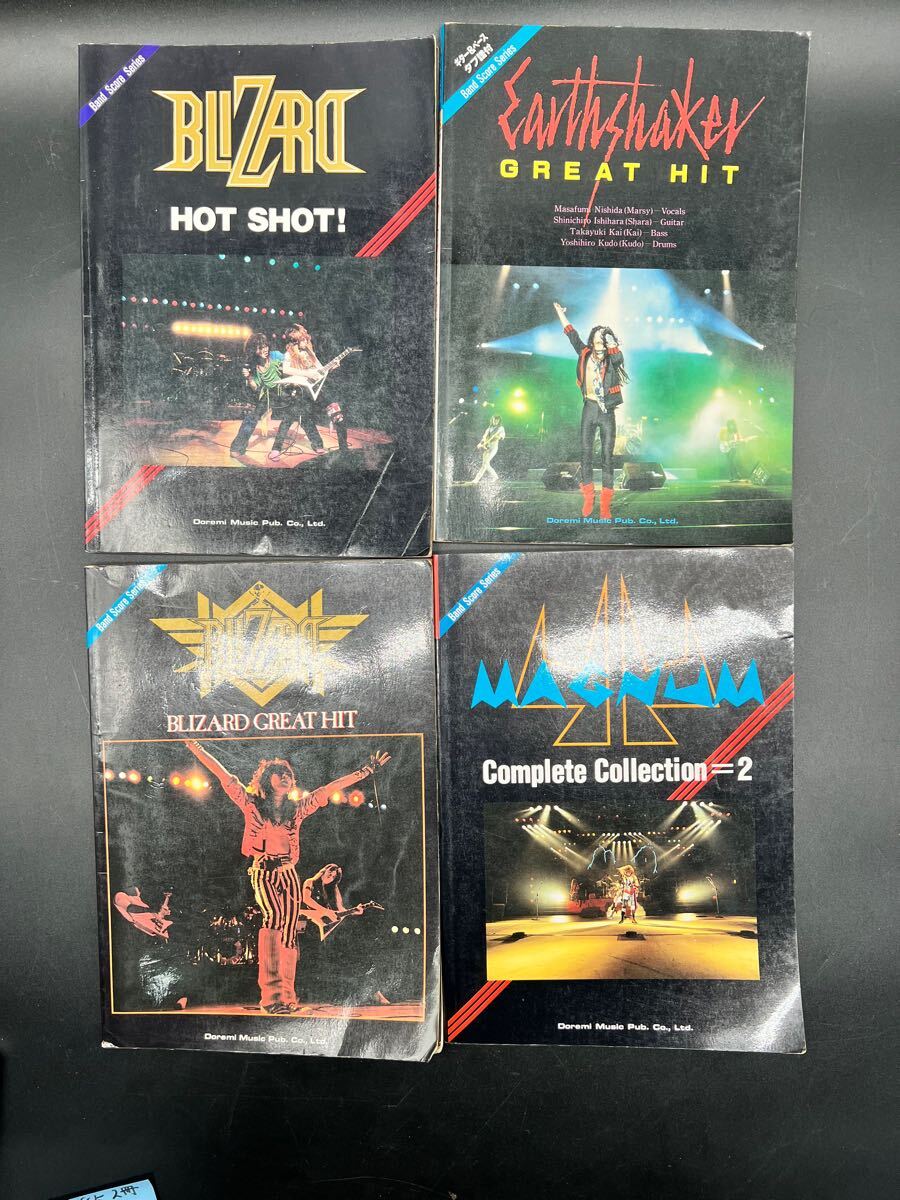 Band Score Series
BLIZARD
HOT SHOT!
Doremi Music Pub. Co., Ltd.
ギター&ベース
タブ譜付
Band Score Series
Earthshaker
GREAT HIT
Masafumi Nishida (Marsy)—Vocals
Shinichiro Ishihara (Shara)—Guitar
Takayuki Kai (Kai)—Bass
Yoshihiro Kudo (Kudo)—Drums
Doremi Music Pub. Co., Ltd.
Band Score Series
BLIZARD
BLIZARD GREAT HIT
Doremi Music Pub. Co., Ltd.
Band Score Series
MAGNUM
Complete Collection=2
Doremi Music Pub. Co., Ltd.
2冊